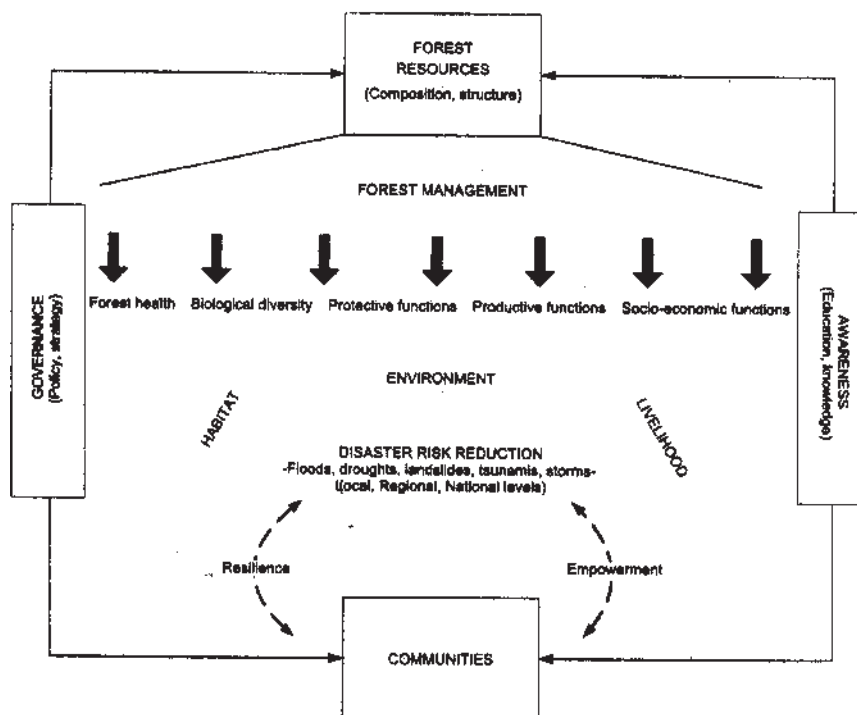 FOREST
RESOURCES
(Composition, structure)
FOREST MANAGEMENT
Forest health Biological diversity Protective functions Productive functions Socio-economic functions
GOVERNANCE
(Policy, strategy)
AWARENESS
(Education, knowledge)
ENVIRONMENT
HABITAT
LIVELIHOOD
DISASTER RISK REDUCTION
-Floods, droughts, landslides, tsunamis, storms-
(Local, Regional, National levels)
Resilience
Empowerment
COMMUNITIES